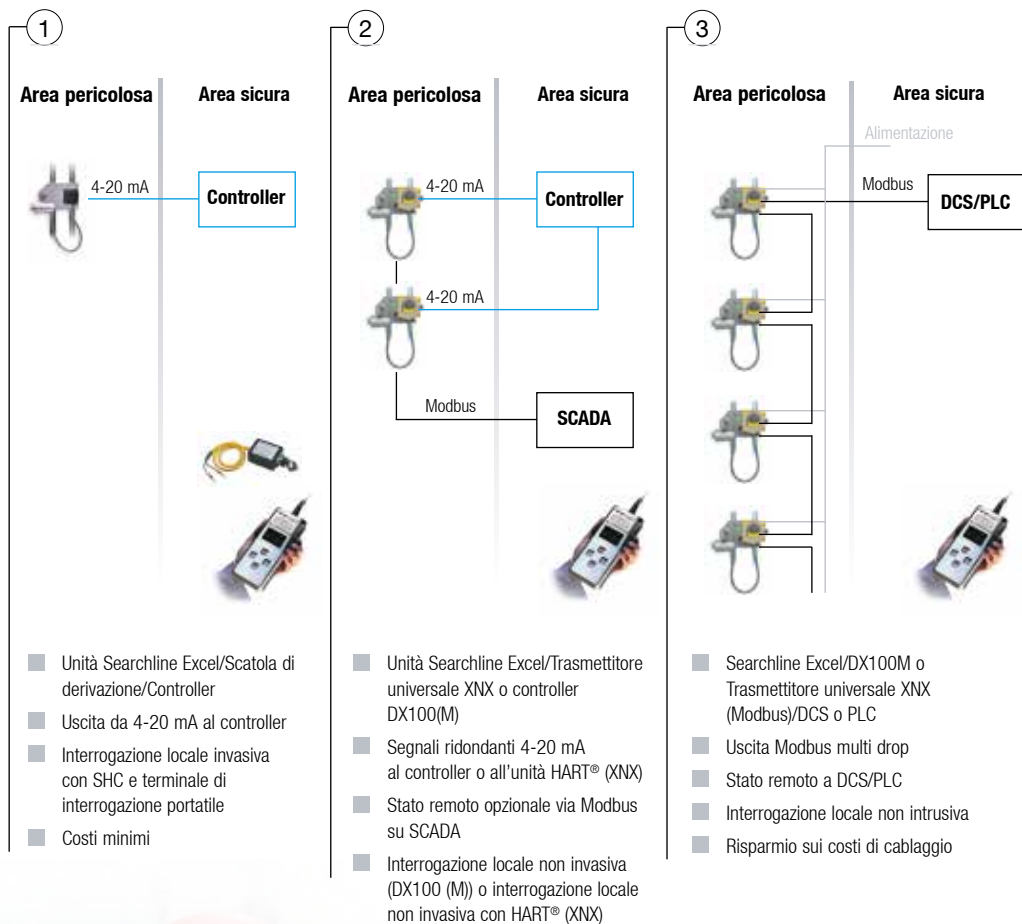 1
Area pericolosa
Area sicura
4-20 mA
Controller
Unità Searchline Excel/Scatola di
derivazione/Controller
Uscita da 4-20 mA al controller
Interrogazione locale invasiva
con SHC e terminale di
interrogazione portatile
Costi minimi
2
Area pericolosa
Area sicura
4-20 mA
Controller
4-20 mA
Modbus
SCADA
Unità Searchline Excel/Trasmettitore
universale XNX o controller
DX100(M)
Segnali ridondanti 4-20 mA
al controller o all'unità HART® (XNX)
Stato remoto opzionale via Modbus
su SCADA
Interrogazione locale non invasiva
(DX100 (M)) o interrogazione locale
non invasiva con HART® (XNX)
3
Area pericolosa
Area sicura
Alimentazione
Modbus
DCS/PLC
Searchline Excel/DX100M o
Trasmettitore universale XNX
(Modbus)/DCS o PLC
Uscita Modbus multi drop
Stato remoto a DCS/PLC
Interrogazione locale non intrusiva
Risparmio sui costi di cablaggio